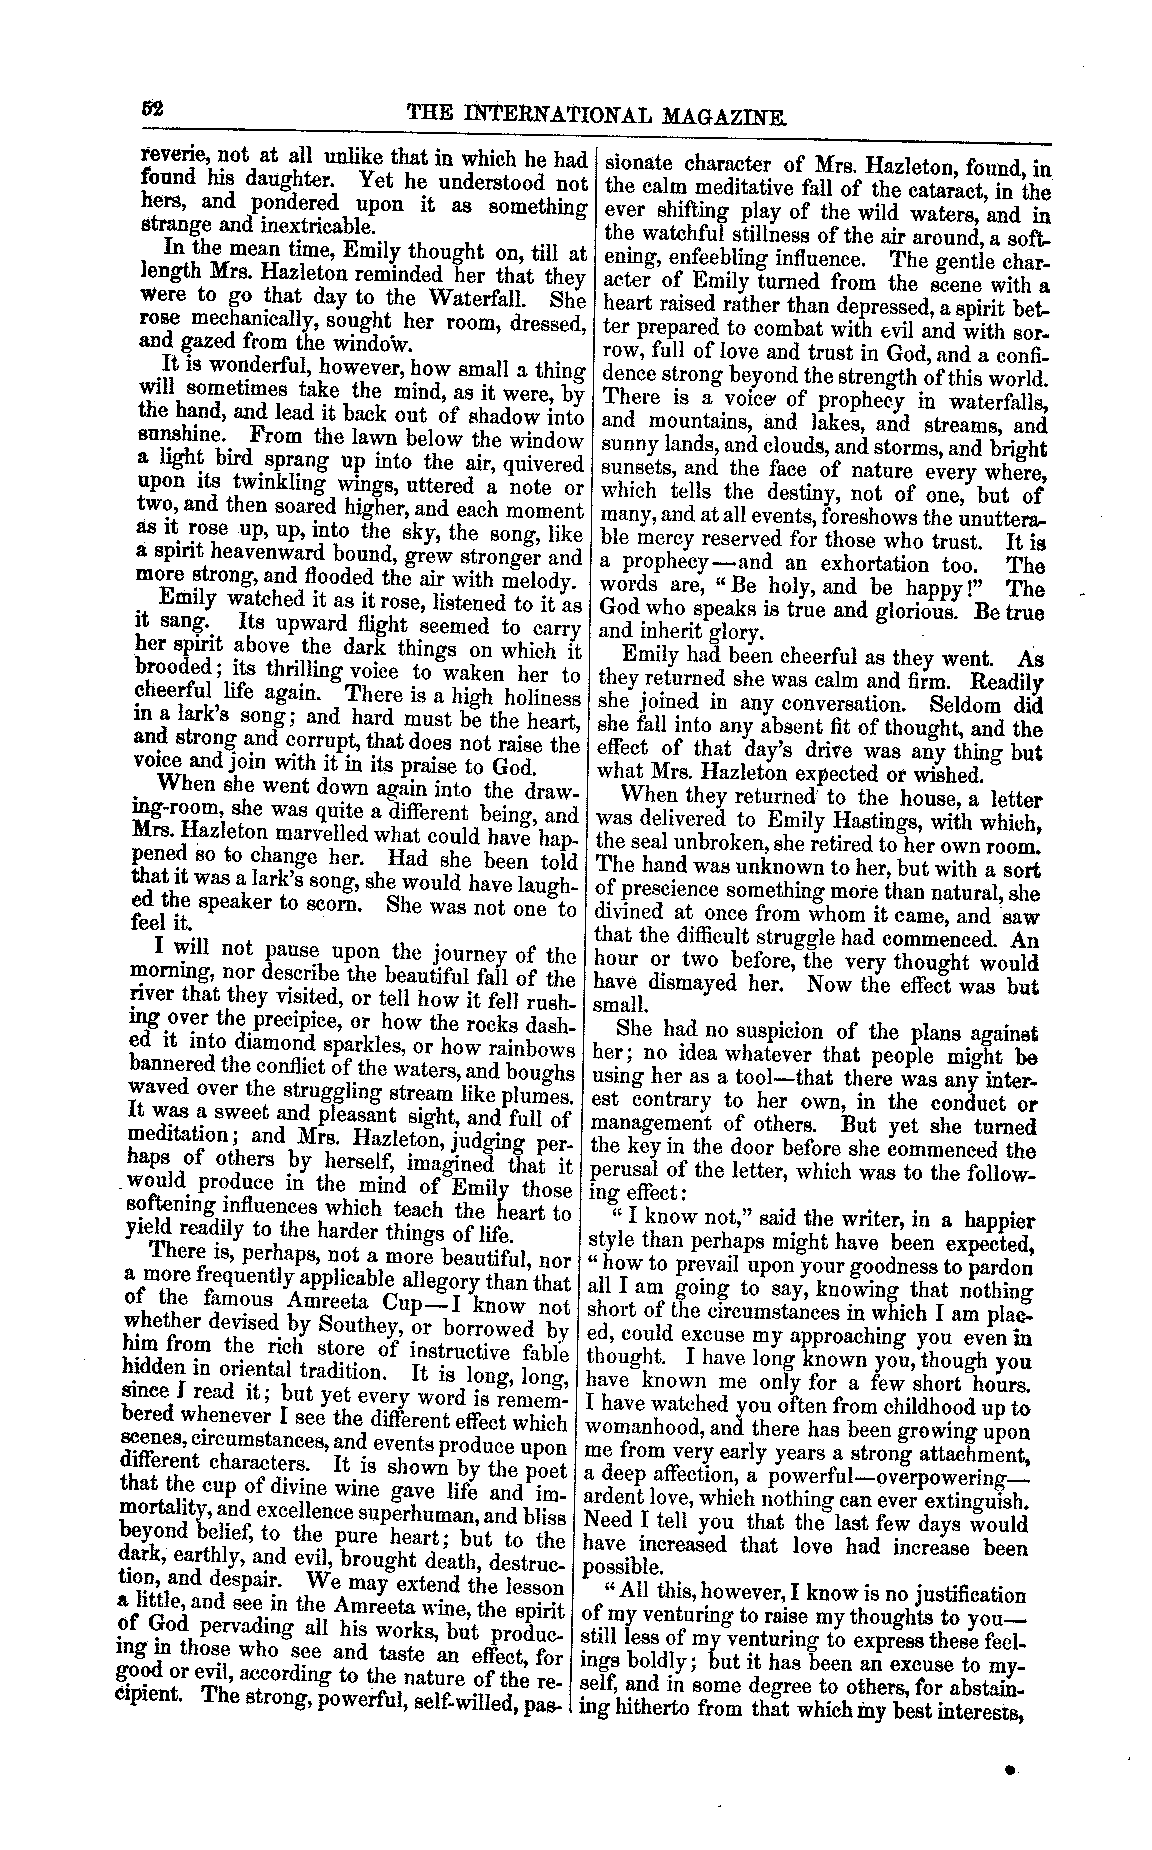 52
THE INTERNATIONAL MAGAZINE.
reverie, not at all unlike that in which he had
found his daughter. Yet he understood not
hers, and pondered upon it as something
strange and inextricable.
In the mean time, Emily thought on, till at
length Mrs. Hazleton reminded her that they
were to go that day to the Waterfall. She
rose mechanically, sought her room, dressed,
and gazed from the window.
It is wonderful, however, how small a thing
will sometimes take the mind, as it were, by
the hand, and lead it back out of shadow into
sunshine. From the lawn below the window
a light bird sprang up into the air, quivered
upon its twinkling wings, uttered a note or
two, and then soared higher, and each moment
as it rose up, up, into the sky, the song, like
a spirit heavenward bound, grew stronger and
more strong, and flooded the air with melody.
Emily watched it as it rose, listened to it as
it sang. Its upward flight seemed to carry
her spirit above the dark things on which it
brooded; its thrilling voice to waken her to
cheerful life again. There is a high holiness
in a lark's song; and hard must be the heart,
and strong and corrupt, that does not raise the
voice and join with it in its praise to God.
When she went down again into the draw-
ing-room, she was quite a different being, and
Mrs. Hazleton marvelled what could have hap-
pened so to change her. Had she been told
that it was a lark's song, she would have laugh-
ed the speaker to scorn. She was not one to
feel it.
I will not pause upon the journey of the
morning, nor describe the beautiful fall of the
river that they visited, or tell how it fell rush-
ing over the precipice, or how the rocks dash-
ed it into diamond sparkles, or how rainbows
bannered the conflict of the waters, and boughs
waved over the struggling stream like plumes.
It was a sweet and pleasant sight, and full of
meditation; and Mrs. Hazleton, judging per-
haps of others by herself, imagined that it
would produce in the mind of Emily those
softening influences which teach the heart to
yield readily to the harder things of life.
There is, perhaps, not a more beautiful, nor
a more frequently applicable allegory than that
of the famous Amreeta Cup—I know not
whether devised by Southey, or borrowed by
him from the rich store of instructive fable
hidden in oriental tradition. It is long, long,
since I read it; but yet every word is remem-
bered whenever I see the different effect which
scenes, circumstances, and events produce upon
different characters. It is shown by the poet
that the cup of divine wine gave life and im-
mortality, and excellence superhuman, and bliss
beyond belief, to the pure heart; but to the
dark, earthly, and evil, brought death, destruc-
tion, and despair. We may extend the lesson
a little, and see in the Amreeta wine, the spirit
of God pervading all his works, but produc-
ing in those who see and taste an effect, for
good or evil, according to the nature of the re-
cipient. The strong, powerful, self-willed, pas-
sionate character of Mrs. Hazleton, found, in
the calm meditative fall of the cataract, in the
ever shifting play of the wild waters, and in
the watchful stillness of the air around, a soft-
ening, enfeebling influence. The gentle char-
acter of Emily turned from the scene with a
heart raised rather than depressed, a spirit bet-
ter prepared to combat with evil and with sor-
row, full of love and trust in God, and a confi-
dence strong beyond the strength of this world.
There is a voice of prophecy in waterfalls,
and mountains, and lakes, and streams, and
sunny lands, and clouds, and storms, and bright
sunsets, and the face of nature every where,
which tells the destiny, not of one, but of
many, and at all events, foreshows the unuttera-
ble mercy reserved for those who trust. It is
a prophecy—and an exhortation too. The
words are, "Be holy, and be happy!" The
God who speaks is true and glorious. Be true
and inherit glory.
Emily had been cheerful as they went. As
they returned she was calm and firm. Readily
she joined in any conversation. Seldom did
she fall into any absent fit of thought, and the
effect of that day's drive was any thing but
what Mrs. Hazleton expected or wished.
When they returned to the house, a letter
was delivered to Emily Hastings, with which,
the seal unbroken, she retired to her own room.
The hand was unknown to her, but with a sort
of prescience something more than natural, she
divined at once from whom it came, and saw
that the difficult struggle had commenced. An
hour or two before, the very thought would
have dismayed her. Now the effect was but
small.
She had no suspicion of the plans against
her; no idea whatever that people might be
using her as a tool—that there was any inter-
est contrary to her own, in the conduct or
management of others. But yet she turned
the key in the door before she commenced the
perusal of the letter, which was to the follow-
ing effect:
"I know not," said the writer, in a happier
style than perhaps might have been expected,
"how to prevail upon your goodness to pardon
all I am going to say, knowing that nothing
short of the circumstances in which I am plac-
ed, could excuse my approaching you even in
thought. I have long known you, though you
have known me only for a few short hours.
I have watched you often from childhood up to
womanhood, and there has been growing upon
me from very early years a strong attachment,
a deep affection, a powerful—overpowering—
ardent love, which nothing can ever extinguish.
Need I tell you that the last few days would
have increased that love had increase been
possible.
"All this, however, I know is no justification
of my venturing to raise my thoughts to you—
still less of my venturing to express these feel-
ings boldly; but it has been an excuse to my-
self, and in some degree to others, for abstain-
ing hitherto from that which my best interests,